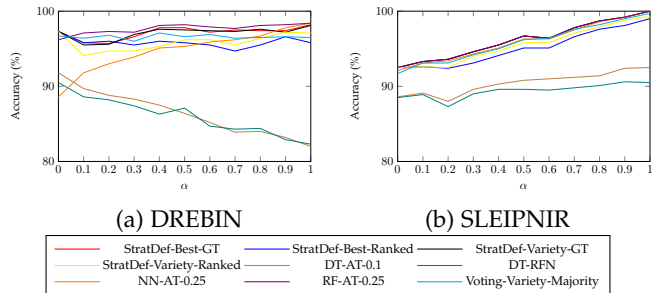 100
90
80
Accuracy (%)
0 0.1 0.2 0.3 0.4 0.5 0.6 0.7 0.8 0.9 1
α
(a) DREBIN
100
90
80
Accuracy (%)
0 0.1 0.2 0.3 0.4 0.5 0.6 0.7 0.8 0.9 1
α
(b) SLEIPNIR
StratDef-Best-GT StratDef-Best-Ranked StratDef-Variety-GT
StratDef-Variety-Ranked DT-AT-0.1 DT-RFN
NN-AT-0.25 RF-AT-0.25 Voting-Variety-Majority